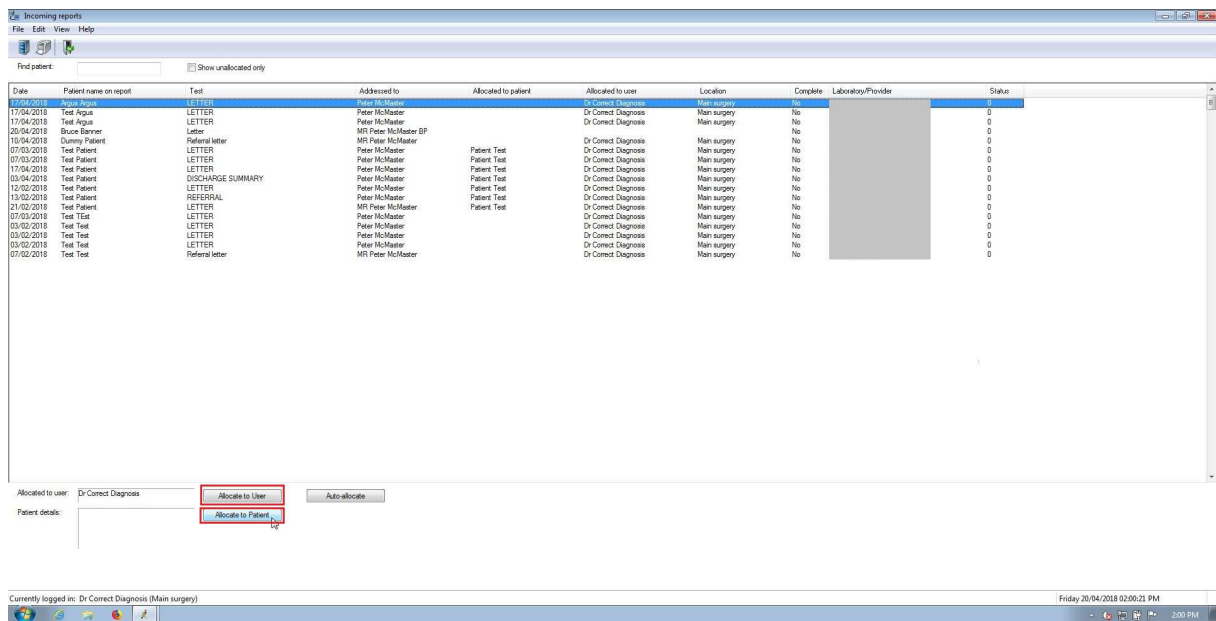 Incoming reports
File Edit View Help
Find patient: Show unallocated only
Date Patient name on report Test Addressed to Allocated to patient Allocated to user Location Complete Laboratory/Provider Status
17/04/2018 Argus Argus LETTER Peter McMaster Dr Correct Diagnosis Main surgery No 0
17/04/2018 Test Argus LETTER Peter McMaster Dr Correct Diagnosis Main surgery No 0
17/04/2018 Test Argus LETTER Peter McMaster Dr Correct Diagnosis Main surgery No 0
20/04/2018 Bruce Banner Letter MR Peter McMaster BP No 0
10/04/2018 Dummy Patient Referral letter MR Peter McMaster Dr Correct Diagnosis Main surgery No 0
07/03/2018 Test Patient LETTER Peter McMaster Patient Test Dr Correct Diagnosis Main surgery No 0
07/03/2018 Test Patient LETTER Peter McMaster Patient Test Dr Correct Diagnosis Main surgery No 0
17/04/2018 Test Patient LETTER Peter McMaster Patient Test Dr Correct Diagnosis Main surgery No 0
03/04/2018 Test Patient DISCHARGE SUMMARY Peter McMaster Patient Test Dr Correct Diagnosis Main surgery No 0
12/02/2018 Test Patient LETTER Peter McMaster Patient Test Dr Correct Diagnosis Main surgery No 0
13/02/2018 Test Patient REFERRAL Peter McMaster Patient Test Dr Correct Diagnosis Main surgery No 0
21/02/2018 Test Patient LETTER MR Peter McMaster Patient Test Dr Correct Diagnosis Main surgery No 0
07/03/2018 Test TEst LETTER Peter McMaster Dr Correct Diagnosis Main surgery No 0
03/02/2018 Test Test LETTER Peter McMaster Dr Correct Diagnosis Main surgery No 0
03/02/2018 Test Test LETTER Peter McMaster Dr Correct Diagnosis Main surgery No 0
03/02/2018 Test Test LETTER Peter McMaster Dr Correct Diagnosis Main surgery No 0
07/02/2018 Test Test Referral letter MR Peter McMaster Dr Correct Diagnosis Main surgery No 0
Allocated to user: Dr Correct Diagnosis Allocate to User Auto-allocate
Patient details: Allocate to Patient
Currently logged in: Dr Correct Diagnosis (Main surgery) Friday 20/04/2018 02:00:21 PM
2:00 PM